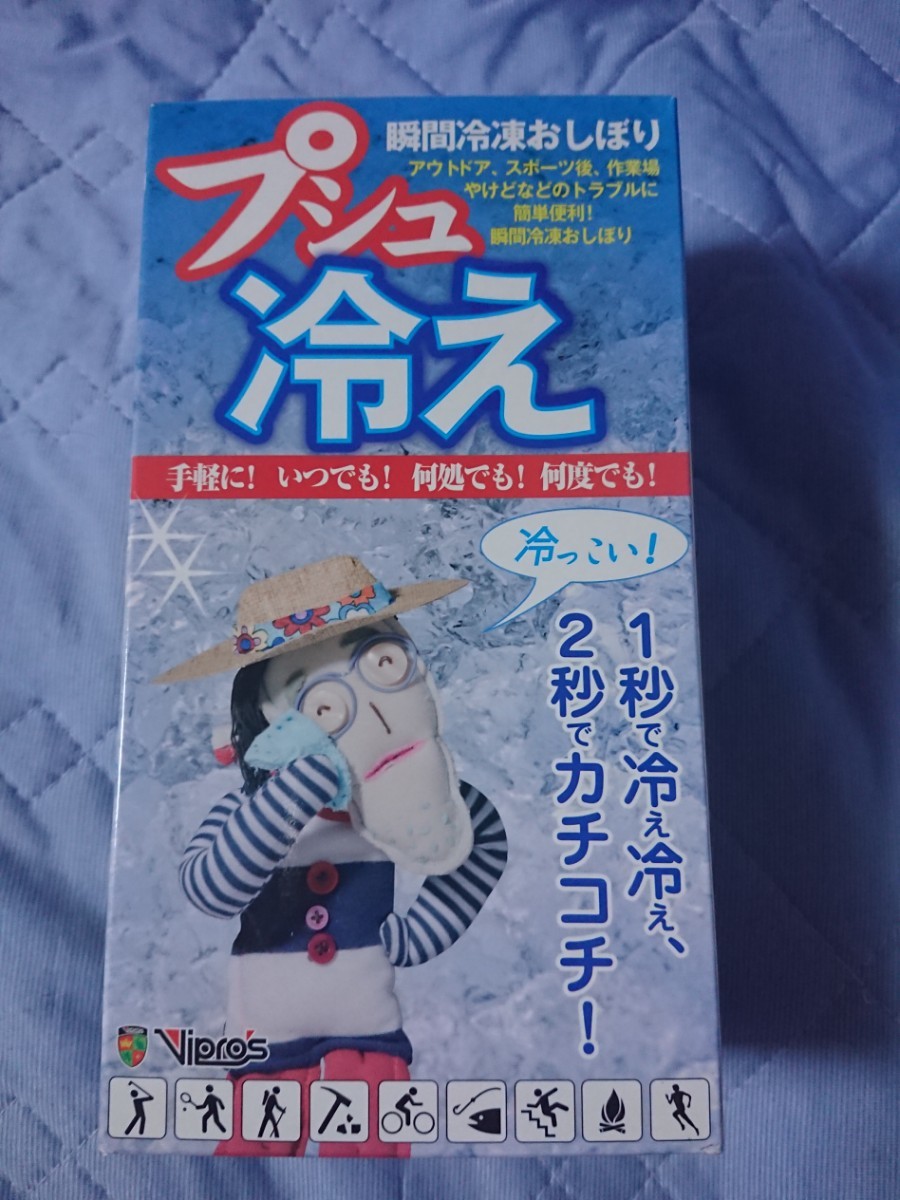 プシュ
冷え
瞬間冷凍おしぼり
アウトドア、スポーツ後、作業場
やけどなどのトラブルに
簡単便利!
瞬間冷凍おしぼり
手軽に! いつでも! 何処でも! 何度でも!
冷っこい!
1秒で冷え冷え、
2秒でカチコチ!
Vipro's